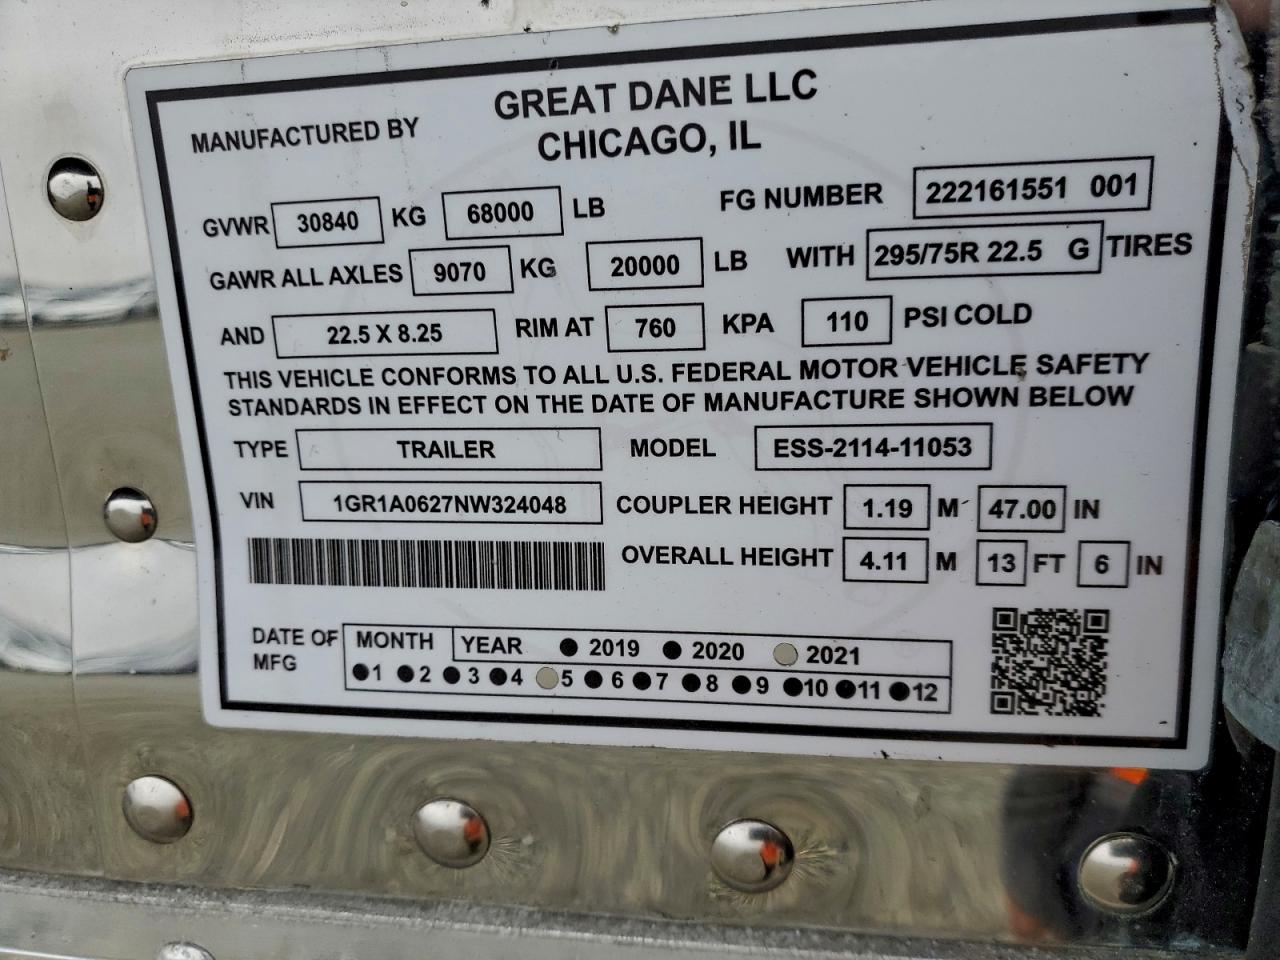 MANUFACTURED BY GREAT DANE LLC
CHICAGO, IL
GVWR 30840 KG 68000 LB FG NUMBER 222161551 001
GAWR ALL AXLES 9070 KG 20000 LB WITH 295/75R 22.5 G TIRES
AND 22.5 X 8.25 RIM AT 760 KPA 110 PSI COLD
THIS VEHICLE CONFORMS TO ALL U.S. FEDERAL MOTOR VEHICLE SAFETY
STANDARDS IN EFFECT ON THE DATE OF MANUFACTURE SHOWN BELOW
TYPE TRAILER MODEL ESS-2114-11053
VIN 1GR1A0627NW324048 COUPLER HEIGHT 1.19 M 47.00 IN
OVERALL HEIGHT 4.11 M 13 FT 6 IN
DATE OF MFG
MONTH YEAR 2019 2020 2021
1 2 3 4 5 6 7 8 9 10 11 12